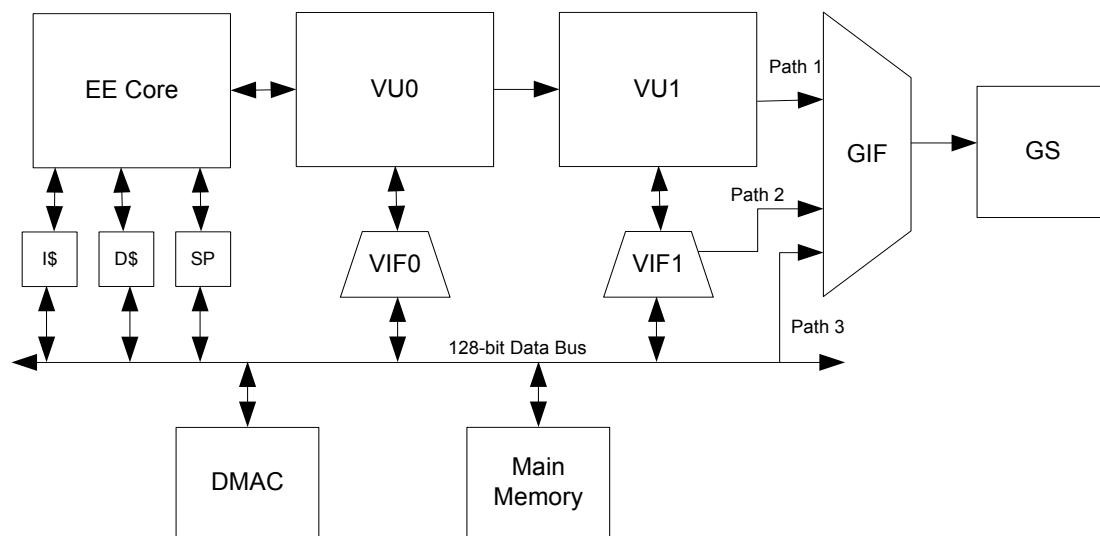 EE Core
VU0
VU1
Path 1
GIF
GS
Path 2
I$
D$
SP
VIF0
VIF1
Path 3
128-bit Data Bus
DMAC
Main
Memory